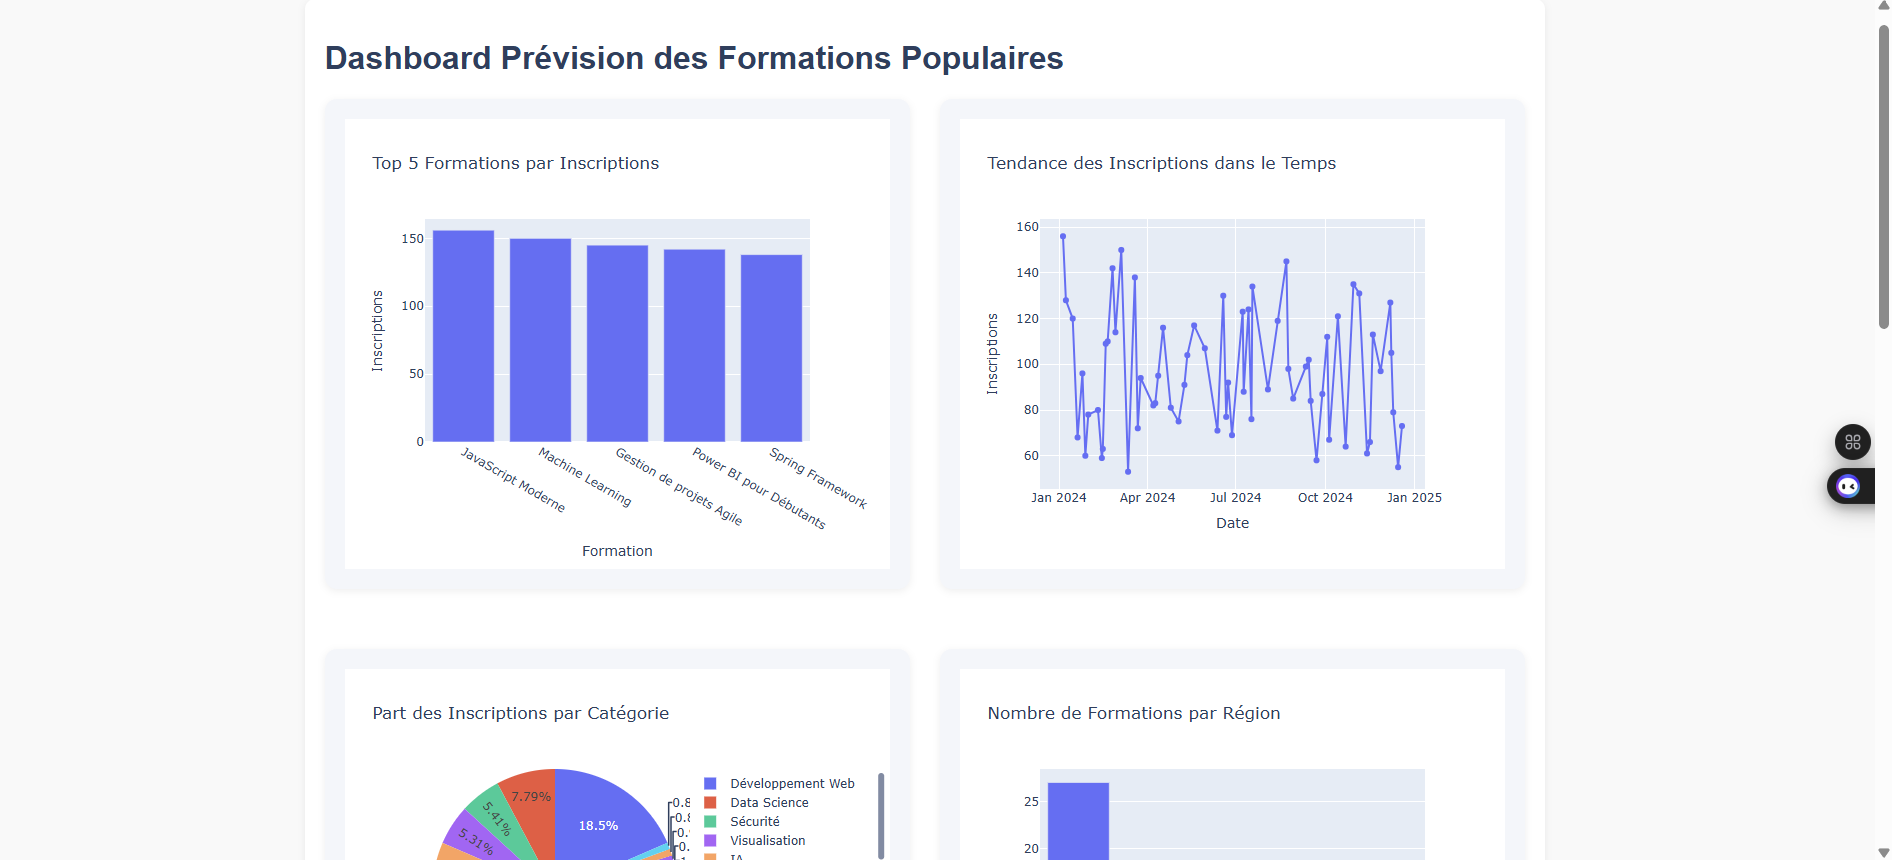 Dashboard Prévision des Formations Populaires
Top 5 Formations par Inscriptions
150
100
50
0
Inscriptions
JavaScript Moderne
Machine Learning
Gestion de projets Agile
Power BI pour Débutants
Spring Framework
Formation
Tendance des Inscriptions dans le Temps
160
140
120
100
80
60
Inscriptions
Jan 2024
Apr 2024
Jul 2024
Oct 2024
Jan 2025
Date
Part des Inscriptions par Catégorie
7.79%
5.41%
5.31%
18.5%
0.8
0.8
Développement Web
Data Science
Sécurité
Visualisation
IA
Nombre de Formations par Région
25
20